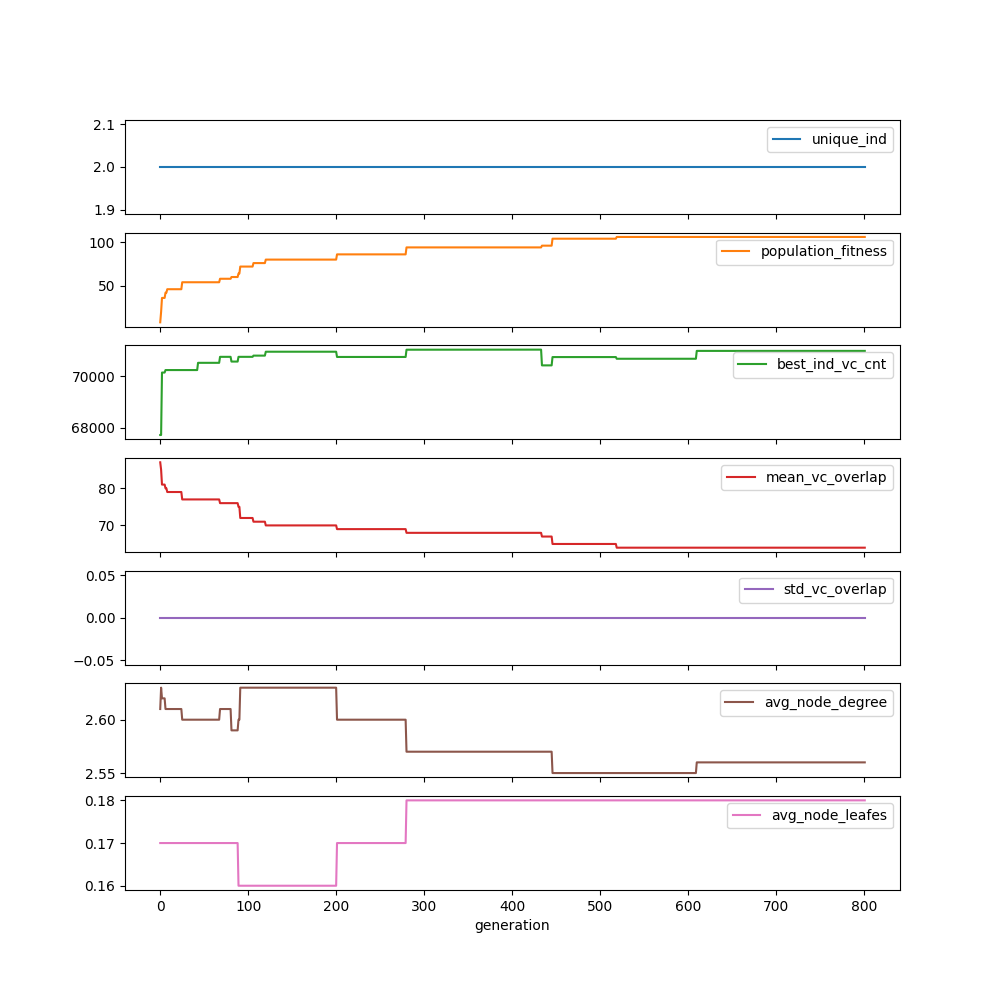 2.1
2.0
1.9
unique_ind
100
50
population_fitness
70000
68000
best_ind_vc_cnt
80
70
mean_vc_overlap
0.05
0.00
−0.05
std_vc_overlap
2.60
2.55
avg_node_degree
0.18
0.17
0.16
avg_node_leafes
0 100 200 300 400 500 600 700 800
generation